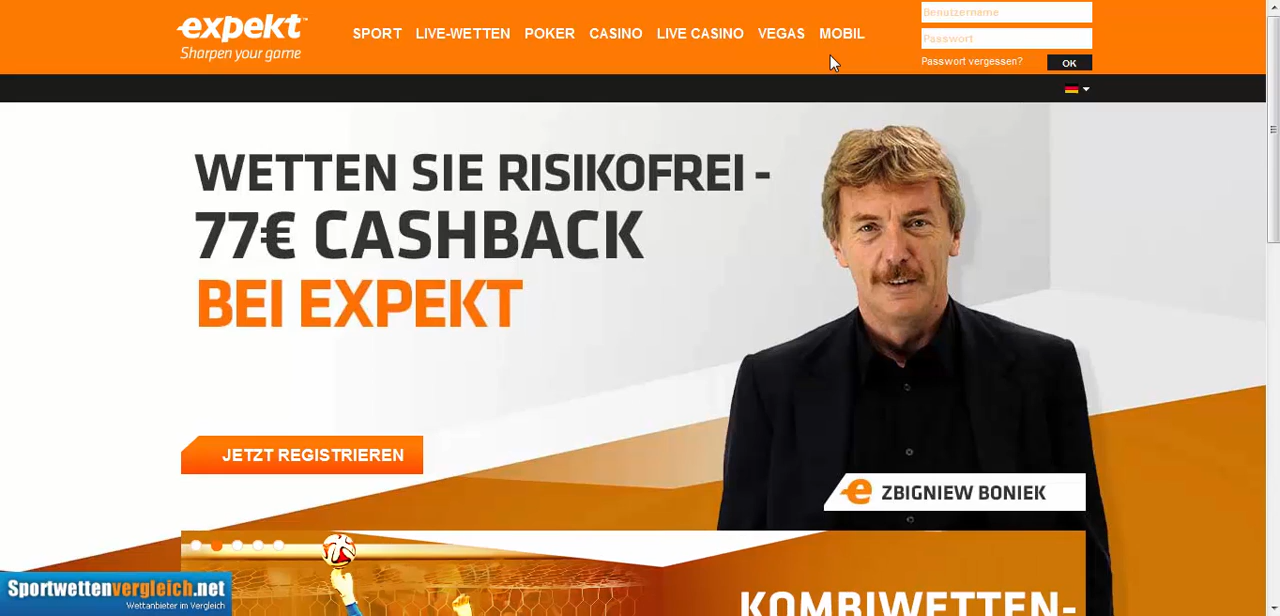 expekt™
Sharpen your game
SPORT LIVE-WETTEN POKER CASINO LIVE CASINO VEGAS MOBIL
Benutzername
Passwort
Passwort vergessen? OK
WETTEN SIE RISIKOFREI -
77€ CASHBACK
BEI EXPEKT
JETZT REGISTRIEREN
e ZBIGNIEW BONIEK
KOMBIWETTEN-
Sportwettenvergleich.net
Wettanbieter im Vergleich